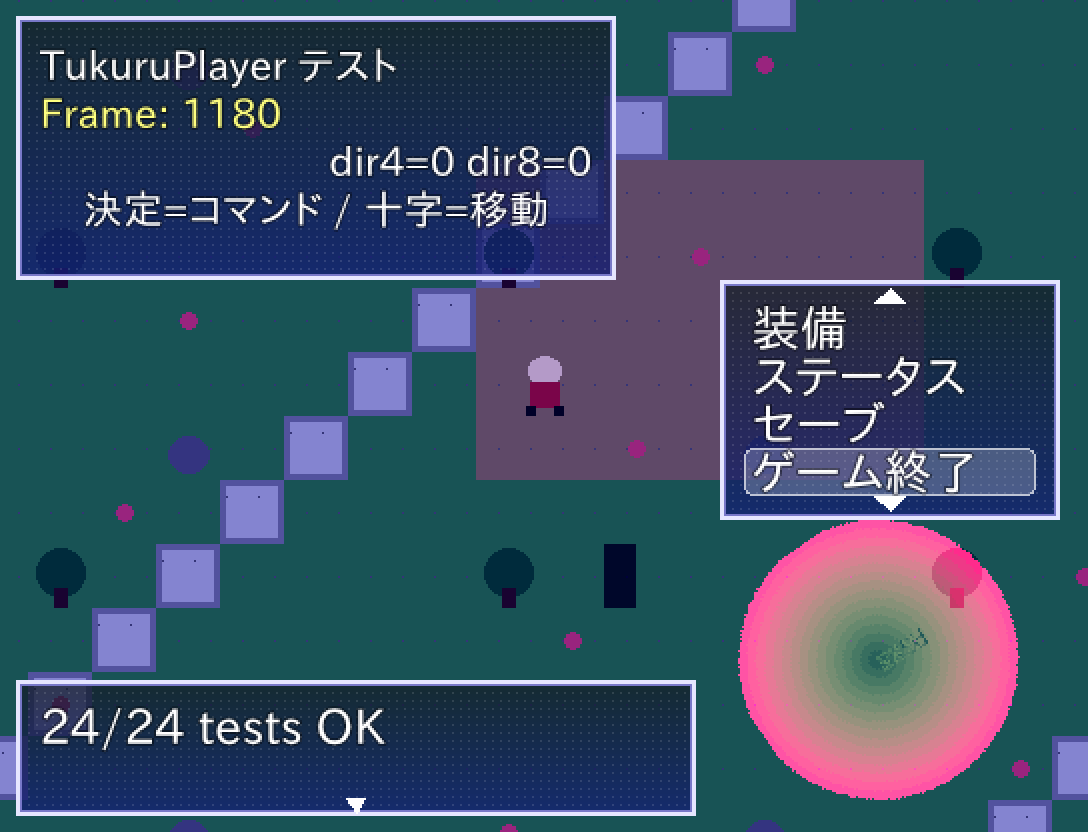 TukuruPlayer テスト
Frame: 1180
dir4=0 dir8=0
決定=コマンド / 十字=移動
装備
ステータス
セーブ
ゲーム終了
24/24 tests OK